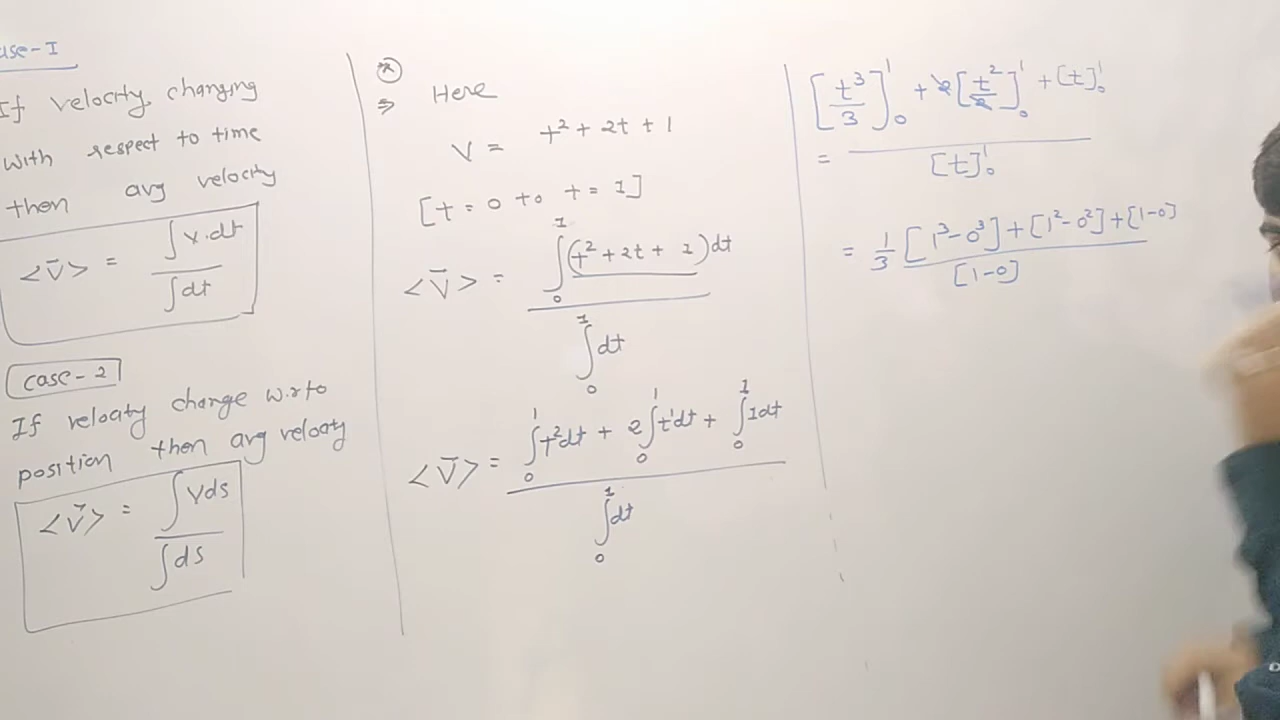 ase-I
If velocity changing
with respect to time
then avg velocity
<v̄> = ∫v.dt / ∫dt
case-2
If velocity change w.r.to
position then avg velocity
<v̄> = ∫vds / ∫ds
*
⇒ Here
v = t² + 2t + 1
[t = 0 to t = 1]
<v̄> = ∫₀¹(t² + 2t + 1)dt / ∫₀¹dt
<v̄> = ∫₀¹t²dt + 2∫₀¹t¹dt + ∫₀¹1dt / ∫₀¹dt
= [t³/3]₀¹ + 2[t²/2]₀¹ + [t]₀¹ / [t]₀¹
= 1/3 [1³-0³]+[1²-0²]+[1-0] / [1-0]